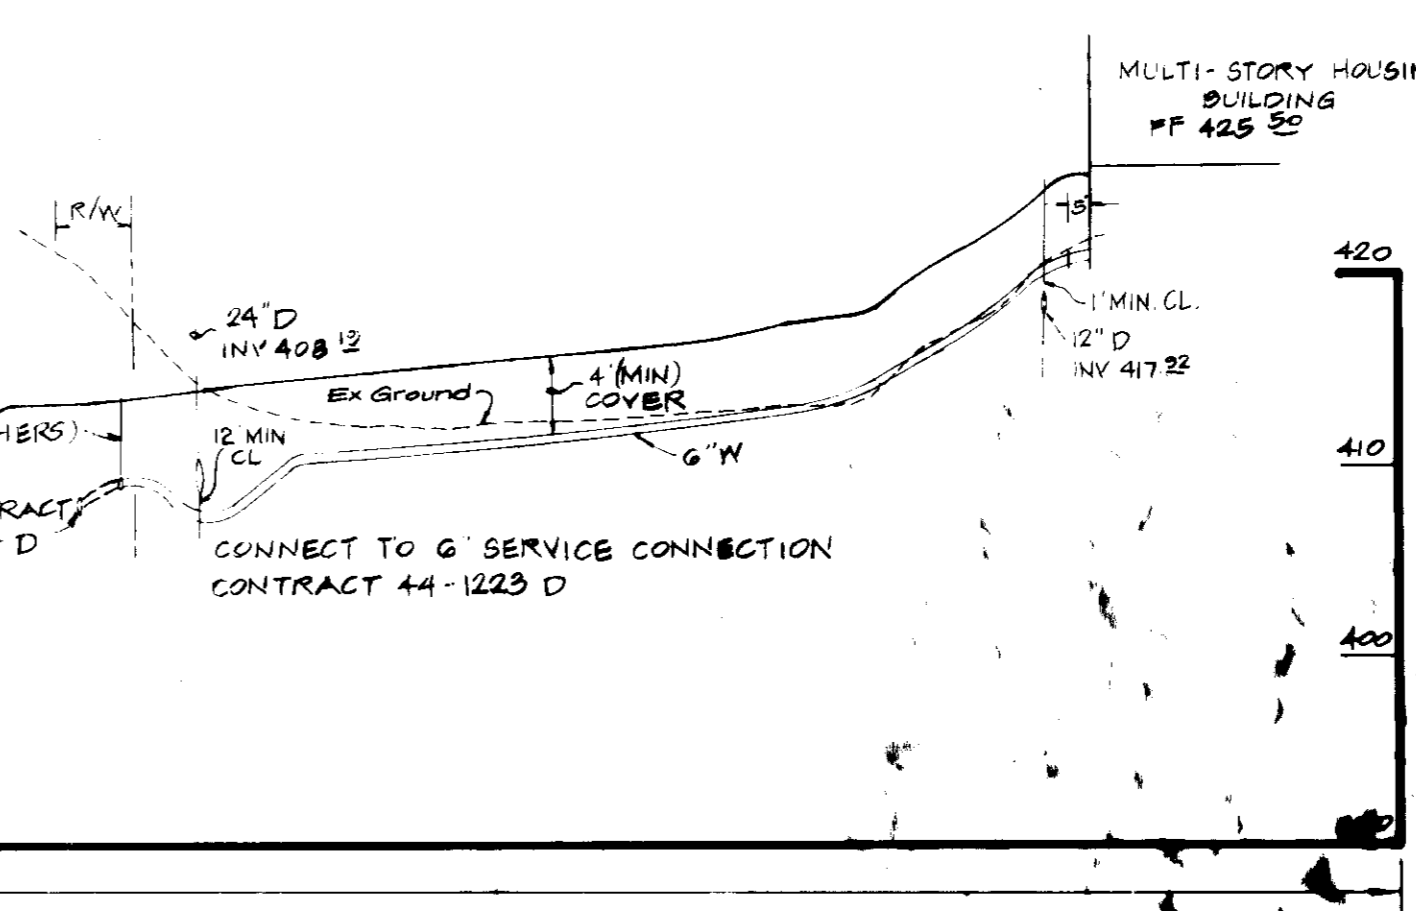 MULTI-STORY HOUSIN
BUILDING
FF 425 50
R/W
5'
420
24"D
INV 408 12
1' MIN. CL.
12" D
INV 417.92
4' (MIN)
COVER
Ex Ground
HERS)
12" MIN
CL
6"W
410
RACT
D
CONNECT TO 6" SERVICE CONNECTION
CONTRACT 44-1223 D
400